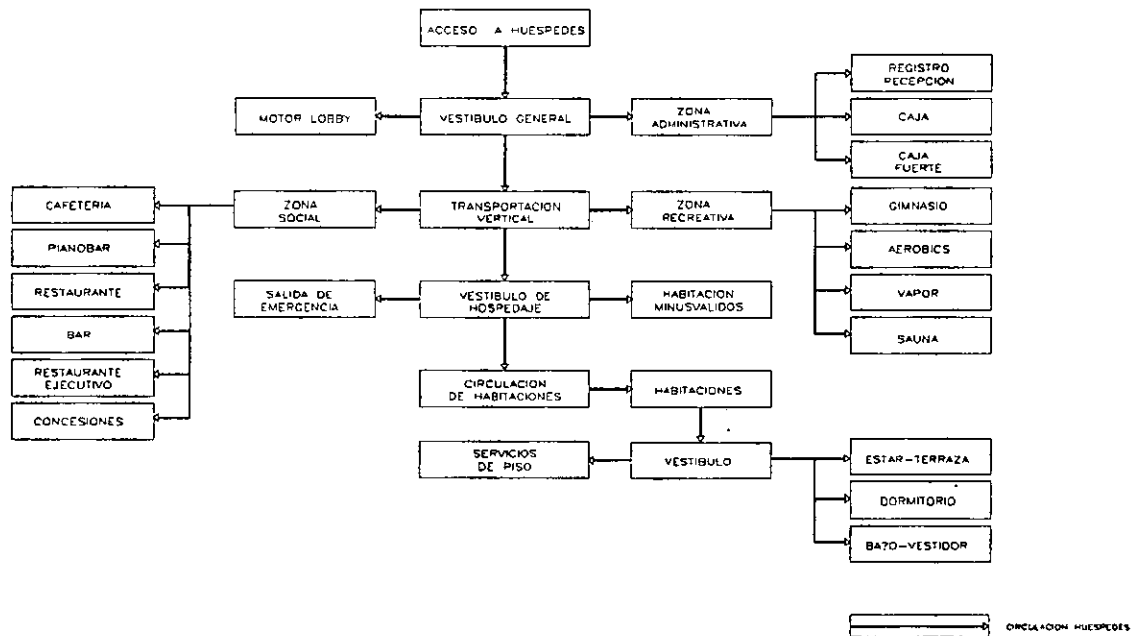 ACCESO A HUESPEDES
MOTOR LOBBY
VESTIBULO GENERAL
ZONA
ADMINISTRATIVA
REGISTRO
RECEPCION
CAJA
CAJA
FUERTE
CAFETERIA
PIANOBAR
RESTAURANTE
BAR
RESTAURANTE
EJECUTIVO
CONCESIONES
ZONA
SOCIAL
TRANSPORTACION
VERTICAL
ZONA
RECREATIVA
GIMNASIO
AEROBICS
VAPOR
SAUNA
SALIDA DE
EMERGENCIA
VESTIBULO DE
HOSPEDAJE
HABITACION
MINUSVALIDOS
CIRCULACION
DE HABITACIONES
HABITACIONES
SERVICIOS
DE PISO
VESTIBULO
ESTAR-TERRAZA
DORMITORIO
BA?O-VESTIDOR
CIRCULACION HUESPEDES